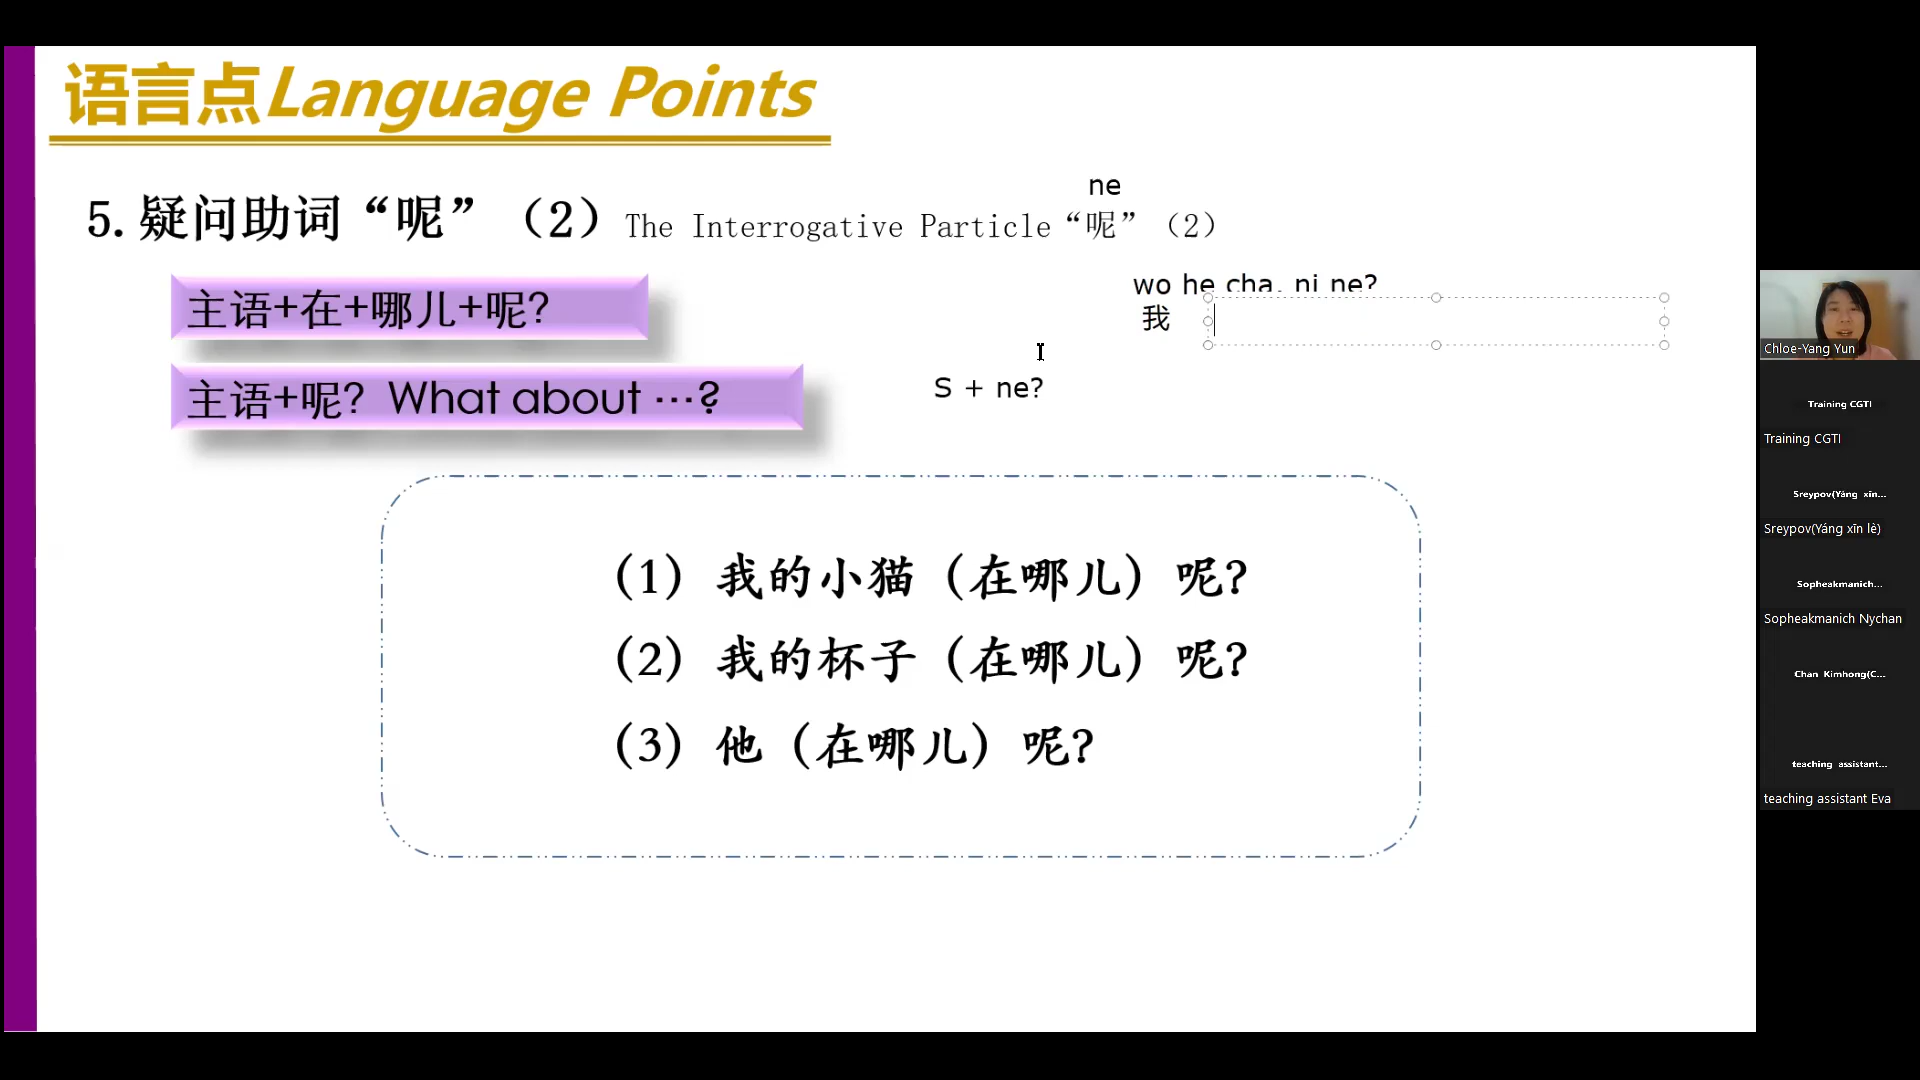 语言点Language Points
ne
5. 疑问助词“呢”（2）The Interrogative Particle“呢”（2）
主语+在+哪儿+呢?
wo he cha, ni ne?
我
主语+呢? What about …?
S + ne?
（1）我的小猫（在哪儿）呢?
（2）我的杯子（在哪儿）呢?
（3）他（在哪儿）呢?
Chloe-Yang Yun
Training CGTI
Training CGTI
Sreypov(Yáng xīn...
Sreypov(Yáng xīn lè)
Sopheakmanich...
Sopheakmanich Nychan
Chan Kimhong(C...
teaching assistant...
teaching assistant Eva